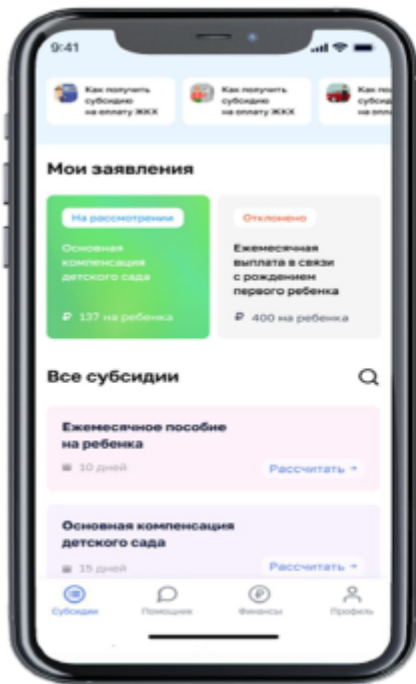 9:41
Как получить
субсидию
на оплату ЖКХ
Как получить
субсидию
на оплату ЖКХ
Мои заявления
На рассмотрении
Основная
компенсация
детского сада
₽ 137 на ребенка
Отклонено
Ежемесячная
выплата в связи
с рождением
первого ребенка
₽ 400 на ребенка
Все субсидии
Ежемесячное пособие
на ребенка
10 дней
Рассчитать
Основная компенсация
детского сада
15 дней
Рассчитать
Субсидии
Помощник
Финансы
Профиль